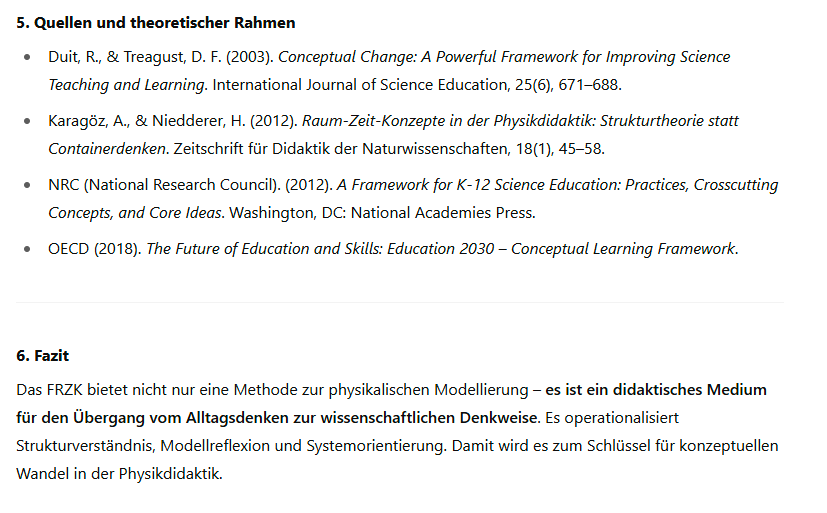 5. Quellen und theoretischer Rahmen
• Duit, R., & Treagust, D. F. (2003). Conceptual Change: A Powerful Framework for Improving Science
Teaching and Learning. International Journal of Science Education, 25(6), 671–688.
• Karagöz, A., & Niedderer, H. (2012). Raum-Zeit-Konzepte in der Physikdidaktik: Strukturtheorie statt
Containerdenken. Zeitschrift für Didaktik der Naturwissenschaften, 18(1), 45–58.
• NRC (National Research Council). (2012). A Framework for K-12 Science Education: Practices, Crosscutting
Concepts, and Core Ideas. Washington, DC: National Academies Press.
• OECD (2018). The Future of Education and Skills: Education 2030 – Conceptual Learning Framework.
6. Fazit
Das FRZK bietet nicht nur eine Methode zur physikalischen Modellierung – es ist ein didaktisches Medium
für den Übergang vom Alltagsdenken zur wissenschaftlichen Denkweise. Es operationalisiert
Strukturverständnis, Modellreflexion und Systemorientierung. Damit wird es zum Schlüssel für konzeptuellen
Wandel in der Physikdidaktik.